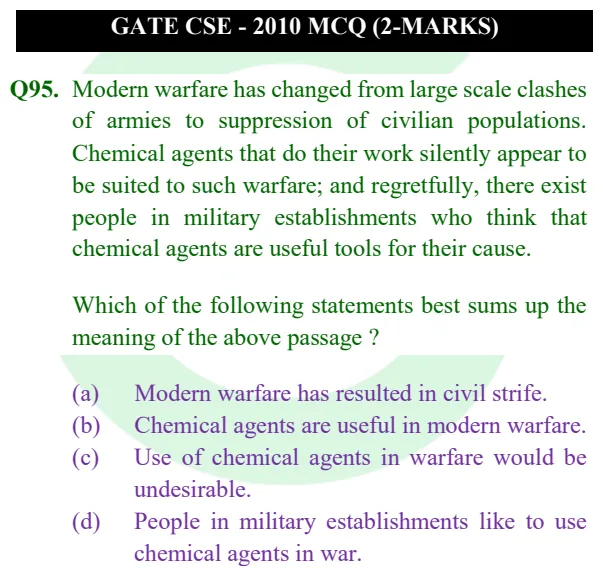 GATE CSE - 2010 MCQ (2-MARKS)
Q95. Modern warfare has changed from large scale clashes
of armies to suppression of civilian populations.
Chemical agents that do their work silently appear to
be suited to such warfare; and regretfully, there exist
people in military establishments who think that
chemical agents are useful tools for their cause.
Which of the following statements best sums up the
meaning of the above passage ?
(a) Modern warfare has resulted in civil strife.
(b) Chemical agents are useful in modern warfare.
(c) Use of chemical agents in warfare would be
undesirable.
(d) People in military establishments like to use
chemical agents in war.